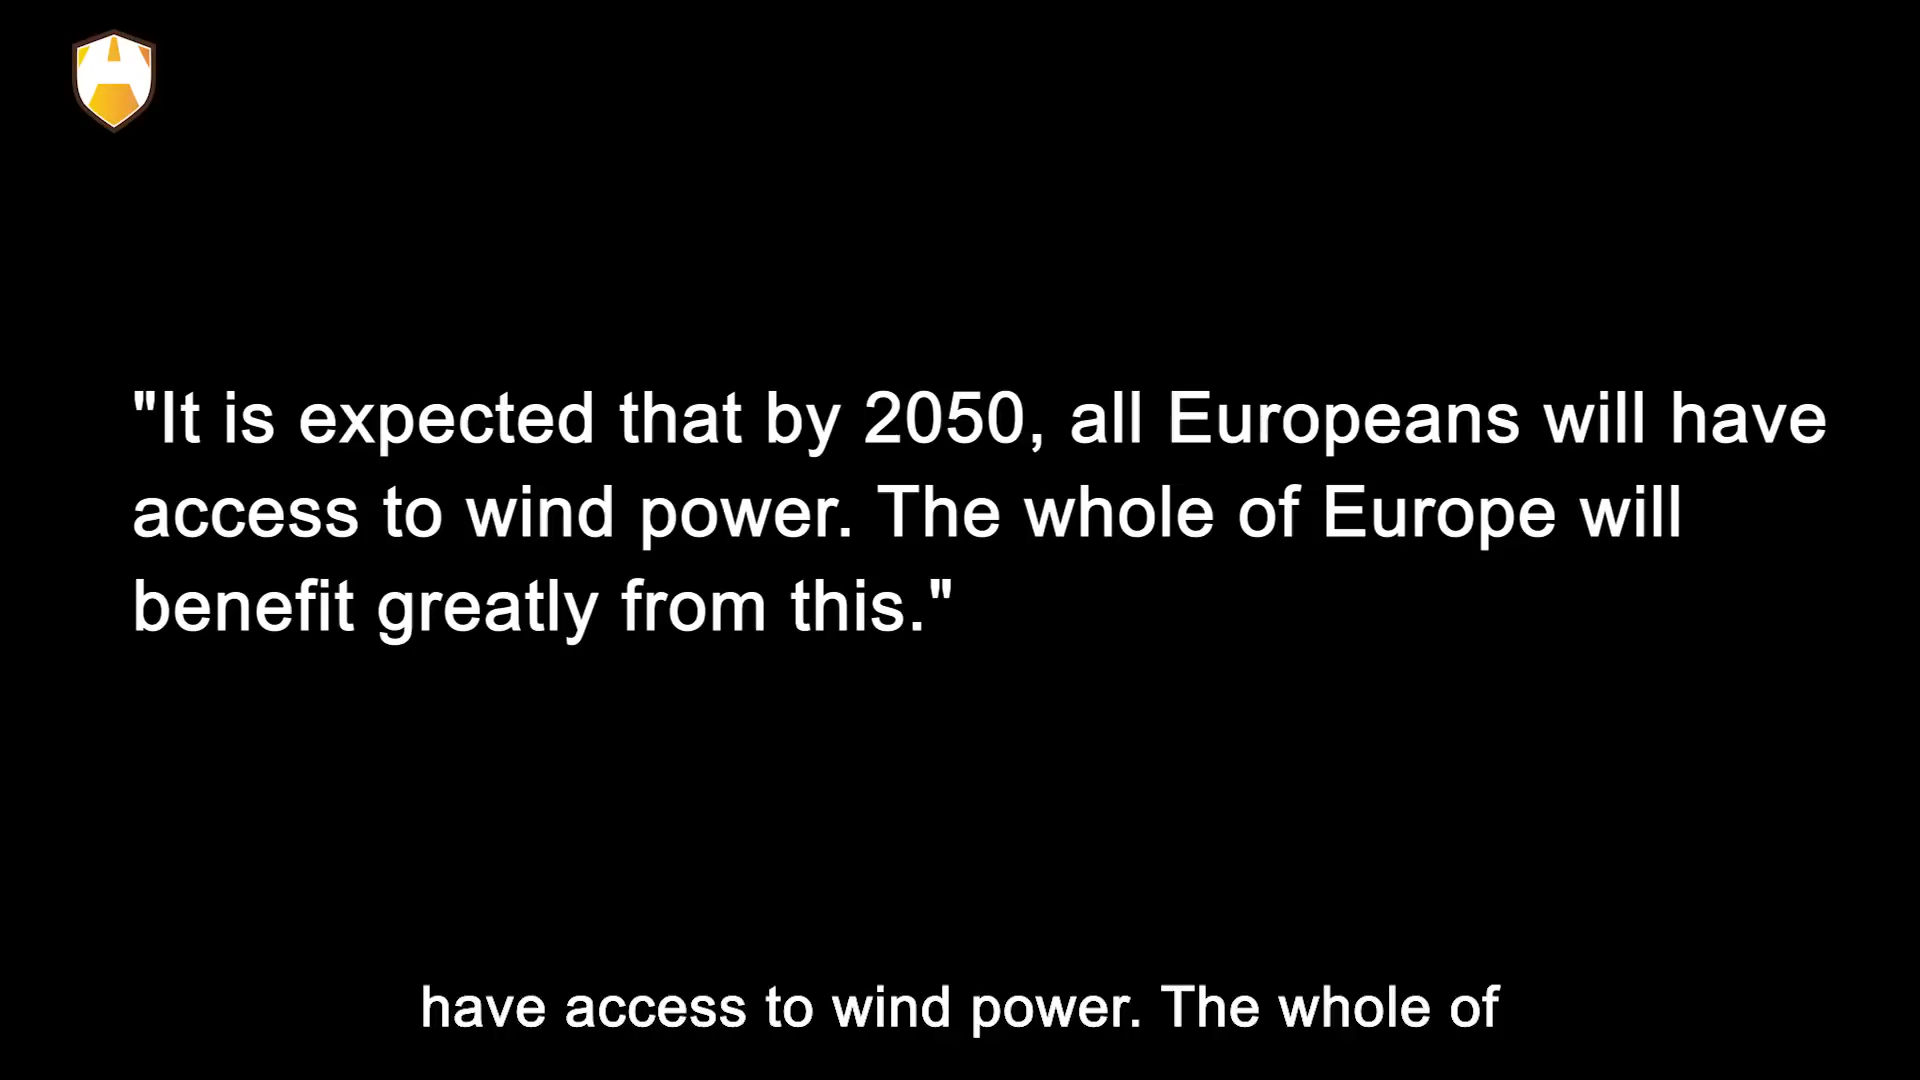 "It is expected that by 2050, all Europeans will have
access to wind power. The whole of Europe will
benefit greatly from this."
have access to wind power. The whole of